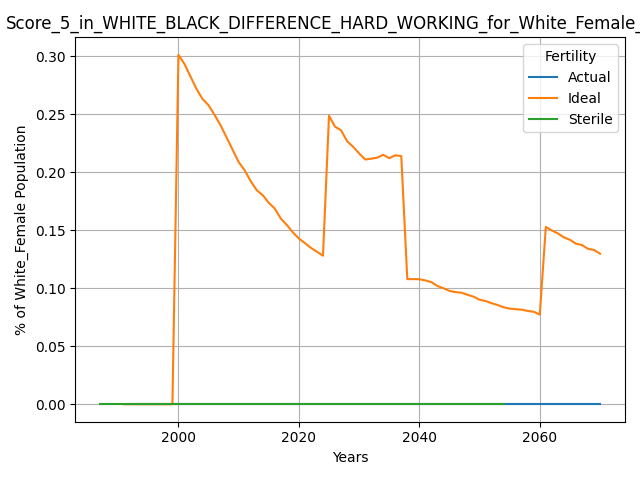 Score_5_in_WHITE_BLACK_DIFFERENCE_HARD_WORKING_for_White_Female_
Fertility
Actual
Ideal
Sterile
% of White_Female Population
0.30
0.25
0.20
0.15
0.10
0.05
0.00
2000 2020 2040 2060
Years